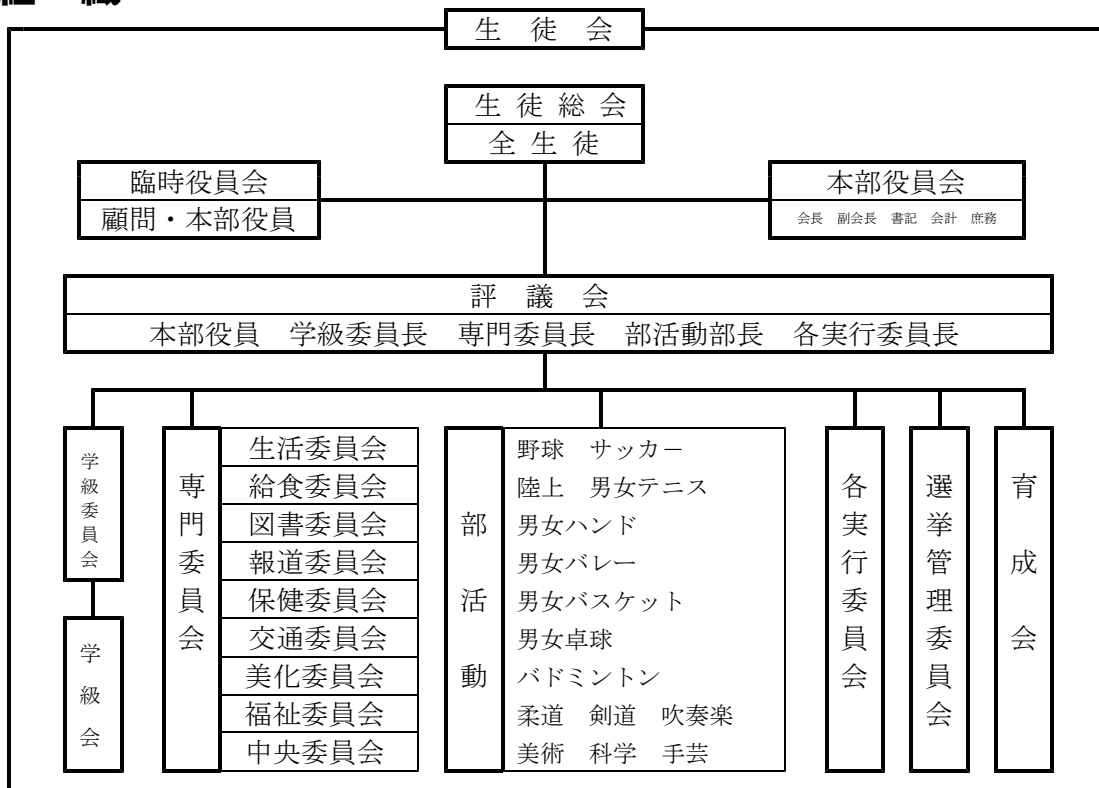 生　徒　会
生 徒 総 会
全 生 徒
臨時役員会
顧問・本部役員
本部役員会
会長　副会長　書記　会計　庶務
評　議　会
本部役員　学級委員長　専門委員長　部活動部長　各実行委員長
学級委員会
学級会
専門委員会
生活委員会
給食委員会
図書委員会
報道委員会
保健委員会
交通委員会
美化委員会
福祉委員会
中央委員会
部活動
野球　サッカー
陸上　男女テニス
男女ハンド
男女バレー
男女バスケット
男女卓球
バドミントン
柔道　剣道　吹奏楽
美術　科学　手芸
各実行委員会
選挙管理委員会
育成会